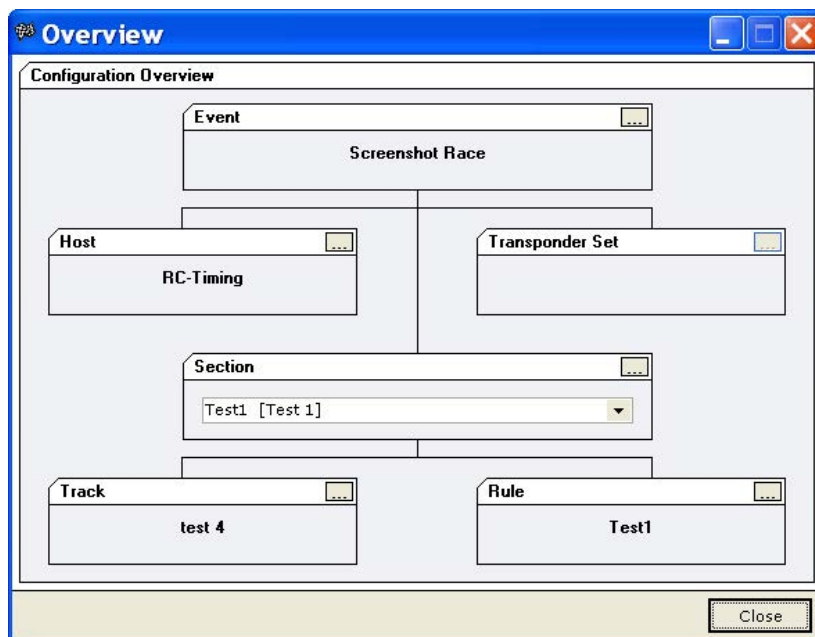 Overview
Configuration Overview
Event ...
Screenshot Race
Host ...
RC-Timing
Transponder Set ...
Section ...
Test1 [Test 1]
Track ...
test 4
Rule ...
Test1
Close